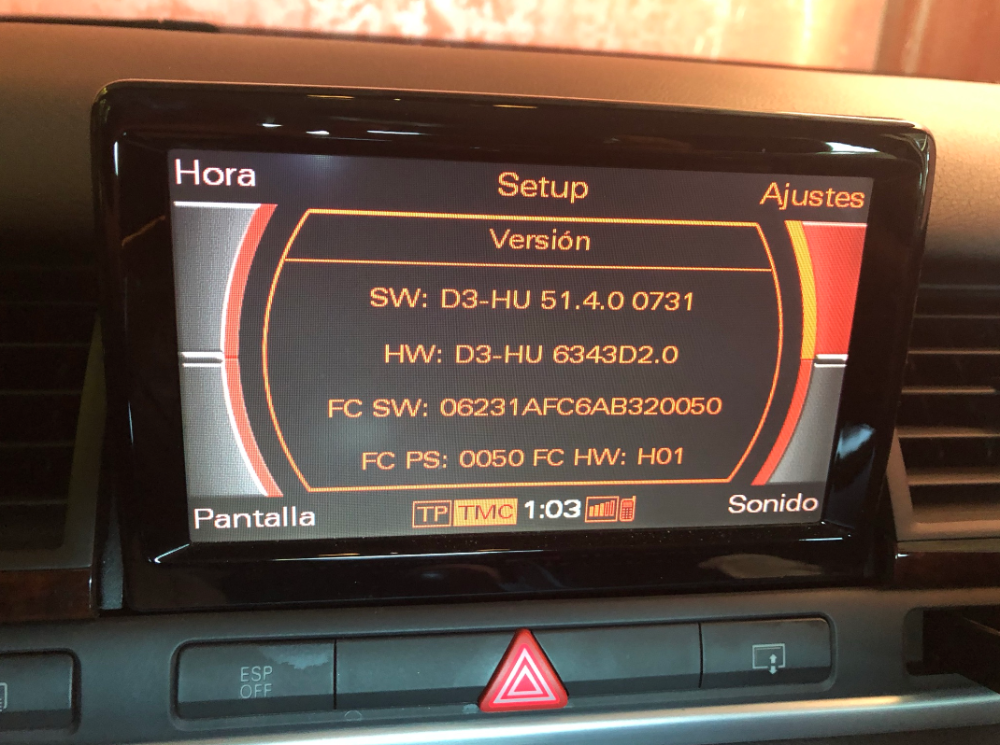 Hora
Setup
Ajustes
Versión
SW: D3-HU 51.4.0 0731
HW: D3-HU 6343D2.0
FC SW: 06231AFC6AB320050
FC PS: 0050 FC HW: H01
Pantalla
TP TMC 1:03
Sonido
ESP
OFF